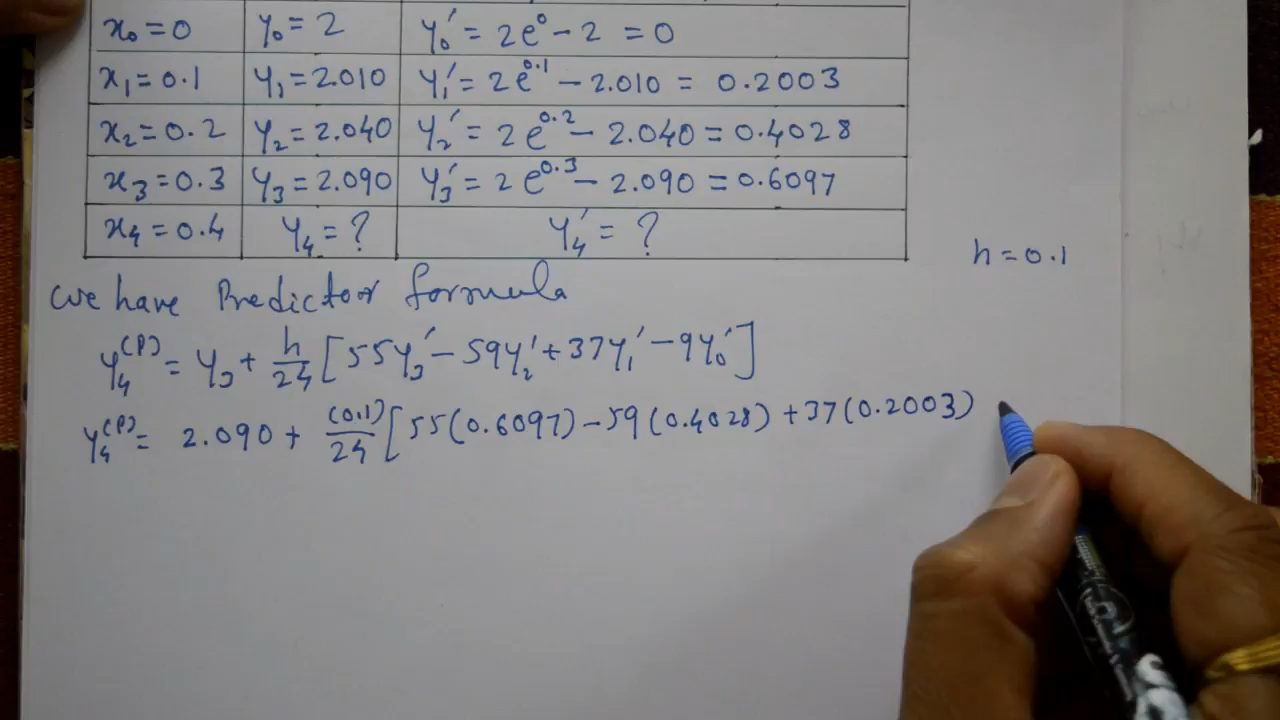 x₀=0 y₀=2 y₀′ = 2e⁰ − 2 = 0
x₁=0.1 y₁=2.010 y₁′ = 2e^0.1 − 2.010 = 0.2003
x₂=0.2 y₂=2.040 y₂′ = 2e^0.2 − 2.040 = 0.4028
x₃=0.3 y₃=2.090 y₃′ = 2e^0.3 − 2.090 = 0.6097
x₄=0.4 y₄=? y₄′ = ?
h=0.1
we have Predictor formula
y₄^(P) = y₃ + h/24 [55y₃′ − 59y₂′ + 37y₁′ − 9y₀′]
y₄^(P) = 2.090 + (0.1)/24 [55(0.6097) − 59(0.4028) + 37(0.2003)